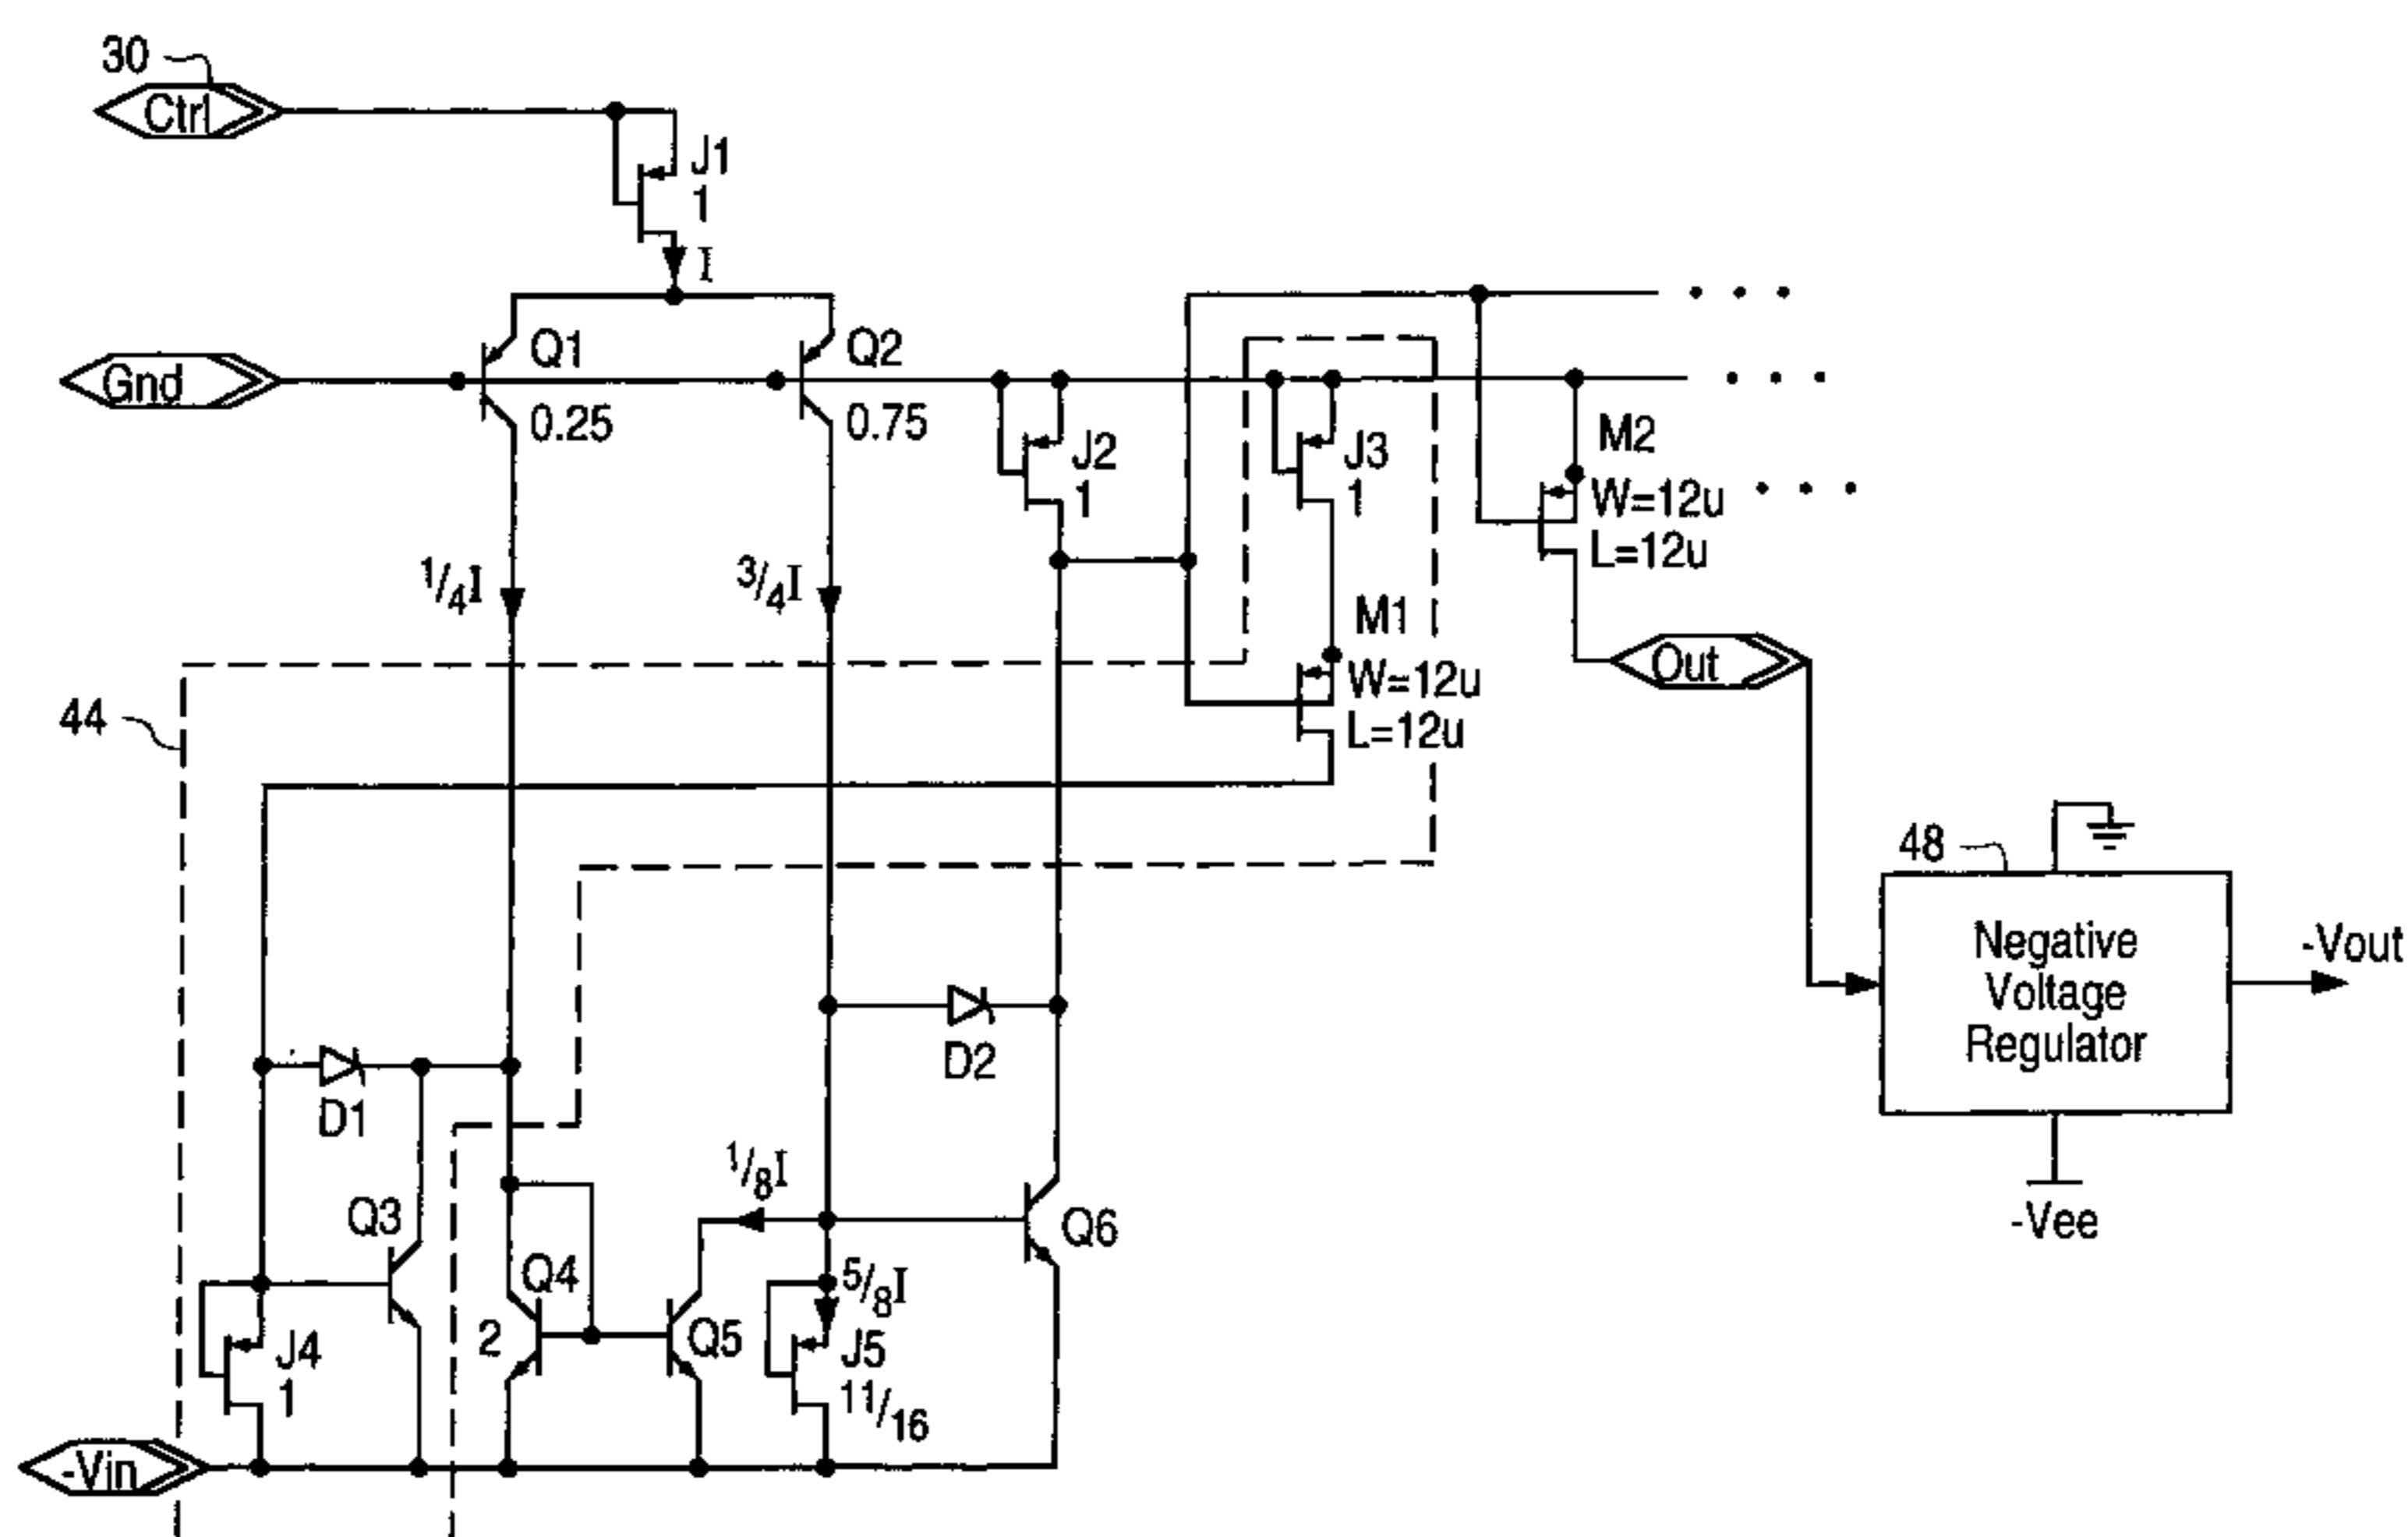 30
Ctrl
J1
1
I
Gnd
Q1
0.25
Q2
0.75
J2
1
J3
1
M2
W=12u
L=12u
1/4I
3/4I
M1
W=12u
L=12u
Out
44
48
Negative
Voltage
Regulator
-Vout
-Vee
D1
D2
1/8I
Q3
Q4
2
Q5
Q6
5/8I
J4
1
J5
11/16
-Vin